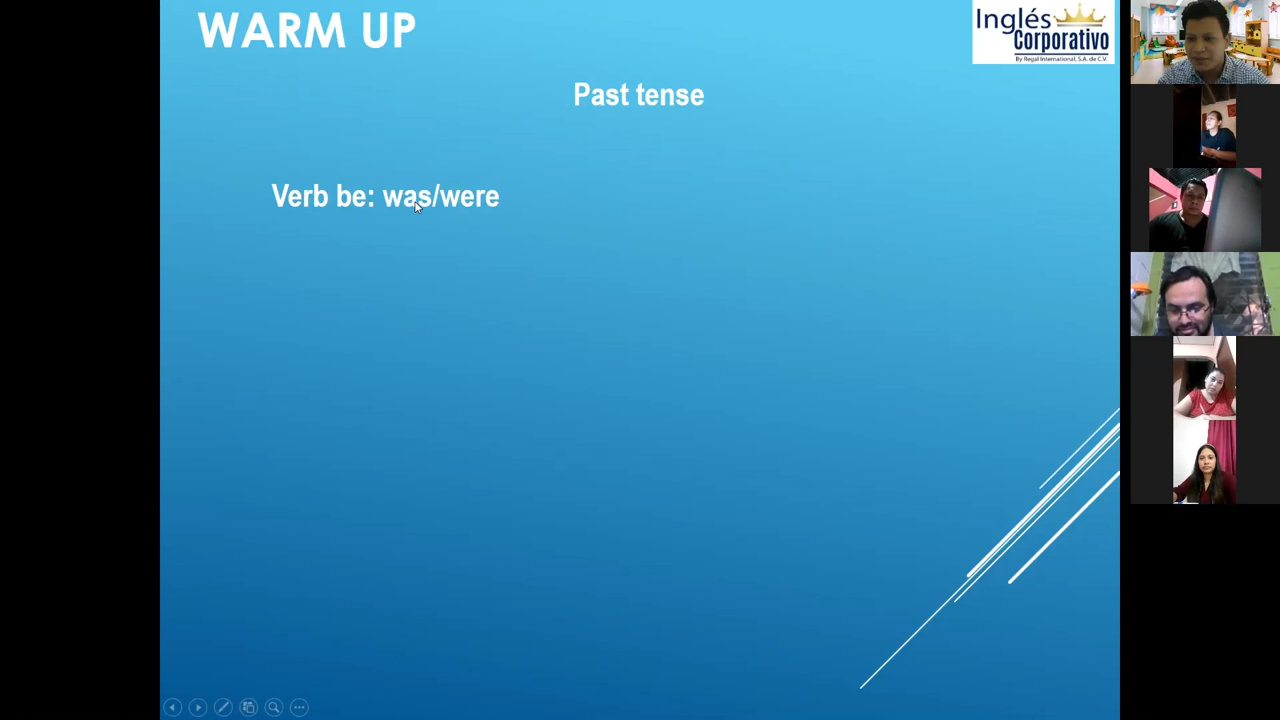 WARM UP
Inglés
Corporativo
By Regal International, S.A. de C.V.
Past tense
Verb be: was/were